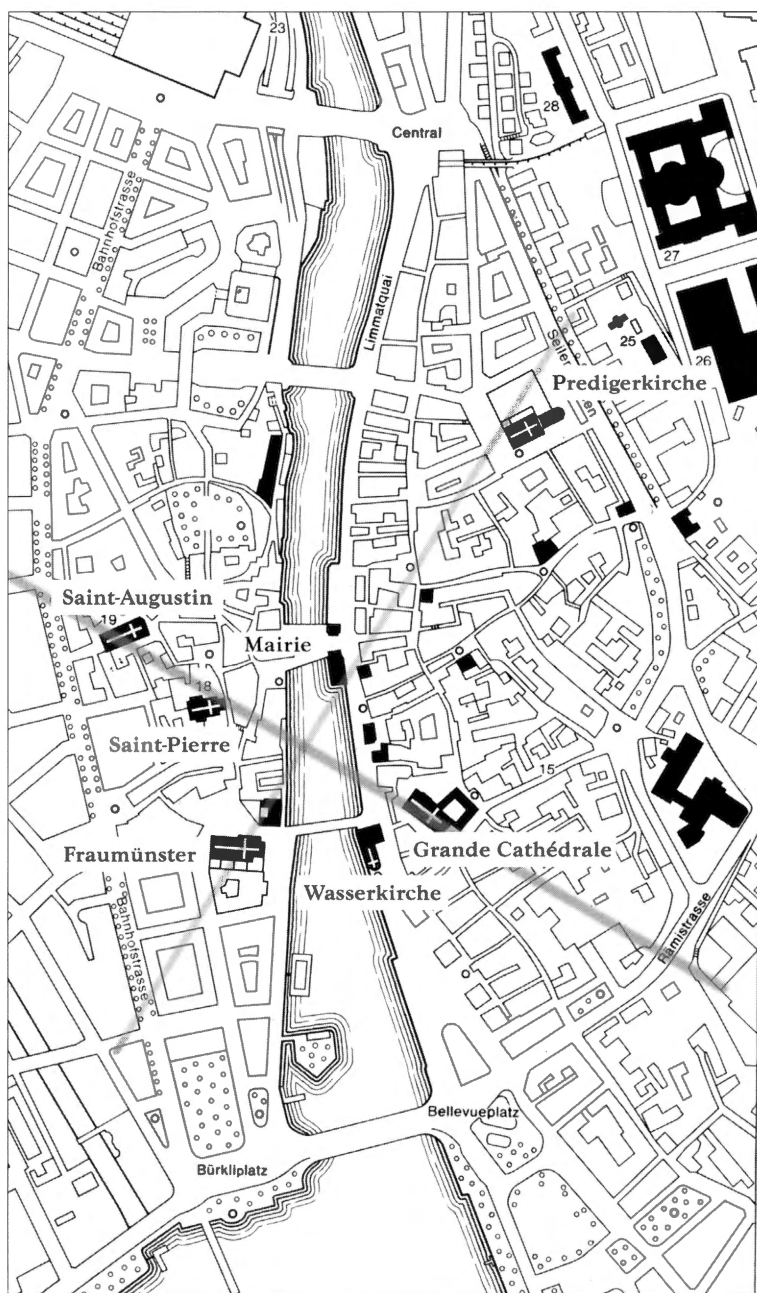 23
28
Central
Bahnhofstrasse
27
Limmatquai
25
26
Predigerkirche
Saint-Augustin
19
Mairie
18
Saint-Pierre
15
Fraumünster
Grande Cathédrale
Wasserkirche
Bahnhofstrasse
Rämistrasse
Bellevueplatz
Bürkliplatz